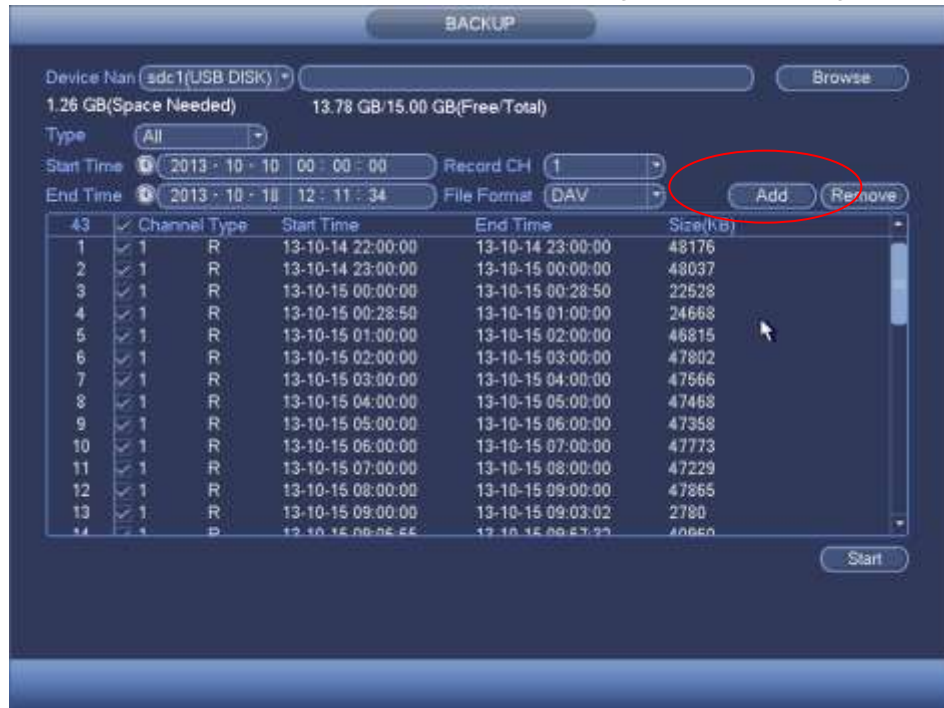 BACKUP
Device Nan sdc1(USB DISK) Browse
1.26 GB(Space Needed) 13.78 GB/15.00 GB(Free/Total)
Type All
Start Time 2013 - 10 - 10 00 : 00 : 00 Record CH 1
End Time 2013 - 10 - 18 12 : 11 : 34 File Format DAV Add Remove
43 Channel Type Start Time End Time Size(KB)
1 1 R 13-10-14 22:00:00 13-10-14 23:00:00 48176
2 1 R 13-10-14 23:00:00 13-10-15 00:00:00 48037
3 1 R 13-10-15 00:00:00 13-10-15 00:28:50 22528
4 1 R 13-10-15 00:28:50 13-10-15 01:00:00 24668
5 1 R 13-10-15 01:00:00 13-10-15 02:00:00 46815
6 1 R 13-10-15 02:00:00 13-10-15 03:00:00 47802
7 1 R 13-10-15 03:00:00 13-10-15 04:00:00 47566
8 1 R 13-10-15 04:00:00 13-10-15 05:00:00 47468
9 1 R 13-10-15 05:00:00 13-10-15 06:00:00 47358
10 1 R 13-10-15 06:00:00 13-10-15 07:00:00 47773
11 1 R 13-10-15 07:00:00 13-10-15 08:00:00 47229
12 1 R 13-10-15 08:00:00 13-10-15 09:00:00 47865
13 1 R 13-10-15 09:00:00 13-10-15 09:03:02 2780
14 1 R
Start